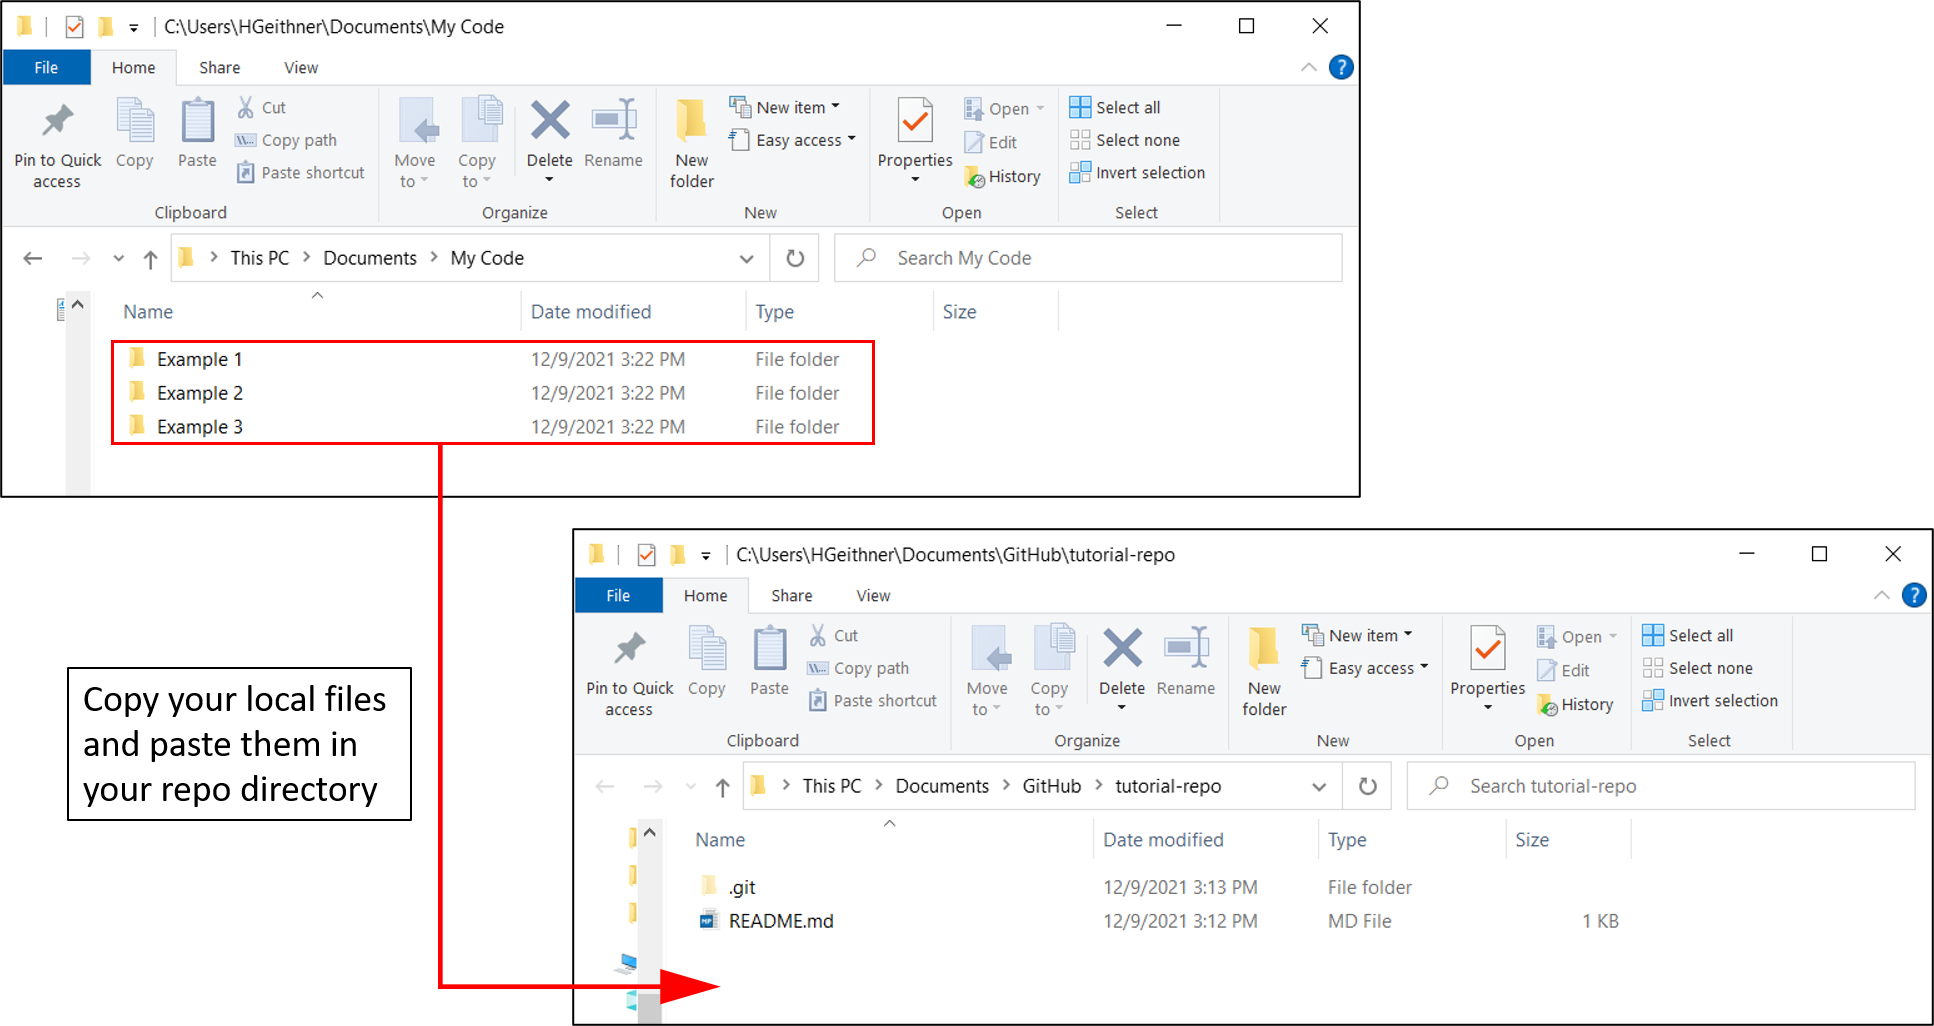 C:\Users\HGeithner\Documents\My Code
File Home Share View
Pin to Quick access
Copy
Paste
Cut
Copy path
Paste shortcut
Clipboard
Move to
Copy to
Delete
Rename
Organize
New folder
New item
Easy access
New
Properties
Open
Edit
History
Open
Select all
Select none
Invert selection
Select
This PC > Documents > My Code
Search My Code
Name Date modified Type Size
Example 1 12/9/2021 3:22 PM File folder
Example 2 12/9/2021 3:22 PM File folder
Example 3 12/9/2021 3:22 PM File folder
Copy your local files
and paste them in
your repo directory
C:\Users\HGeithner\Documents\GitHub\tutorial-repo
File Home Share View
Pin to Quick access
Copy
Paste
Cut
Copy path
Paste shortcut
Clipboard
Move to
Copy to
Delete
Rename
Organize
New folder
New item
Easy access
New
Properties
Open
Edit
History
Open
Select all
Select none
Invert selection
Select
This PC > Documents > GitHub > tutorial-repo
Search tutorial-repo
Name Date modified Type Size
.git 12/9/2021 3:13 PM File folder
README.md 12/9/2021 3:12 PM MD File 1 KB